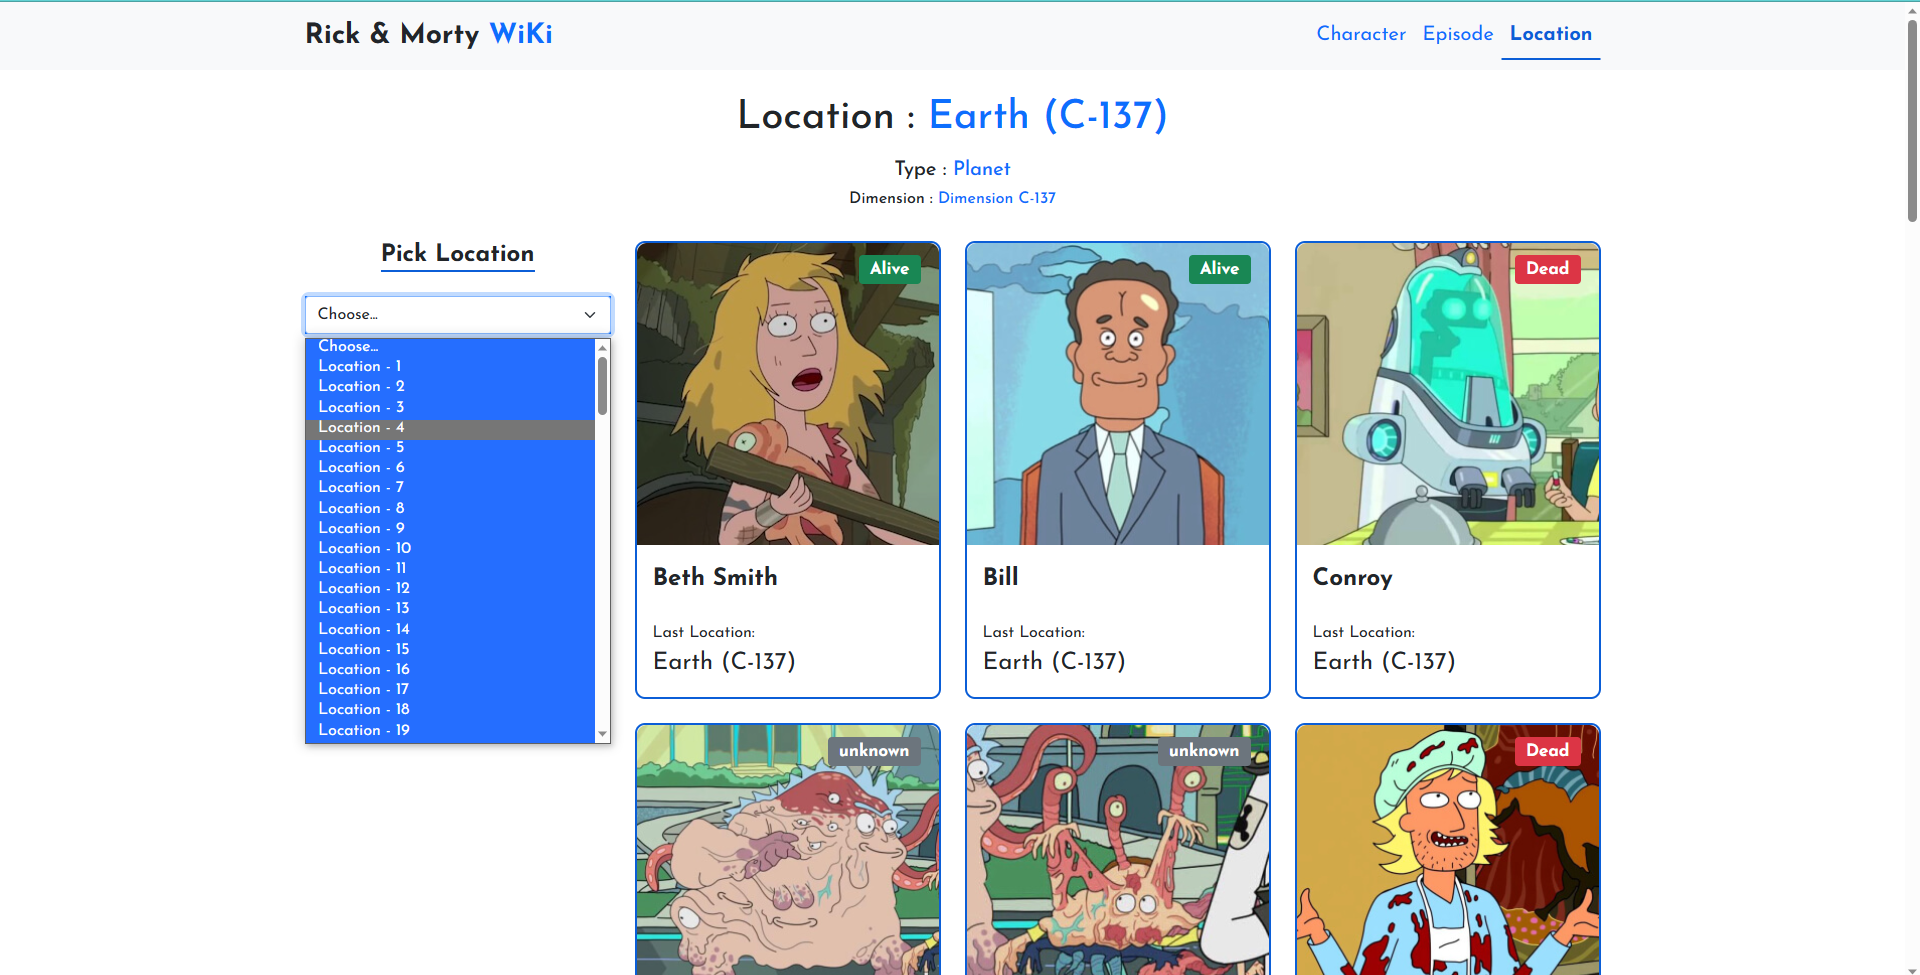 Rick & Morty WiKi
Character Episode Location
Location : Earth (C-137)
Type : Planet
Dimension : Dimension C-137
Pick Location
Choose...
Choose...
Location - 1
Location - 2
Location - 3
Location - 4
Location - 5
Location - 6
Location - 7
Location - 8
Location - 9
Location - 10
Location - 11
Location - 12
Location - 13
Location - 14
Location - 15
Location - 16
Location - 17
Location - 18
Location - 19
Alive
Beth Smith
Last Location:
Earth (C-137)
Alive
Bill
Last Location:
Earth (C-137)
Dead
Conroy
Last Location:
Earth (C-137)
unknown
unknown
Dead